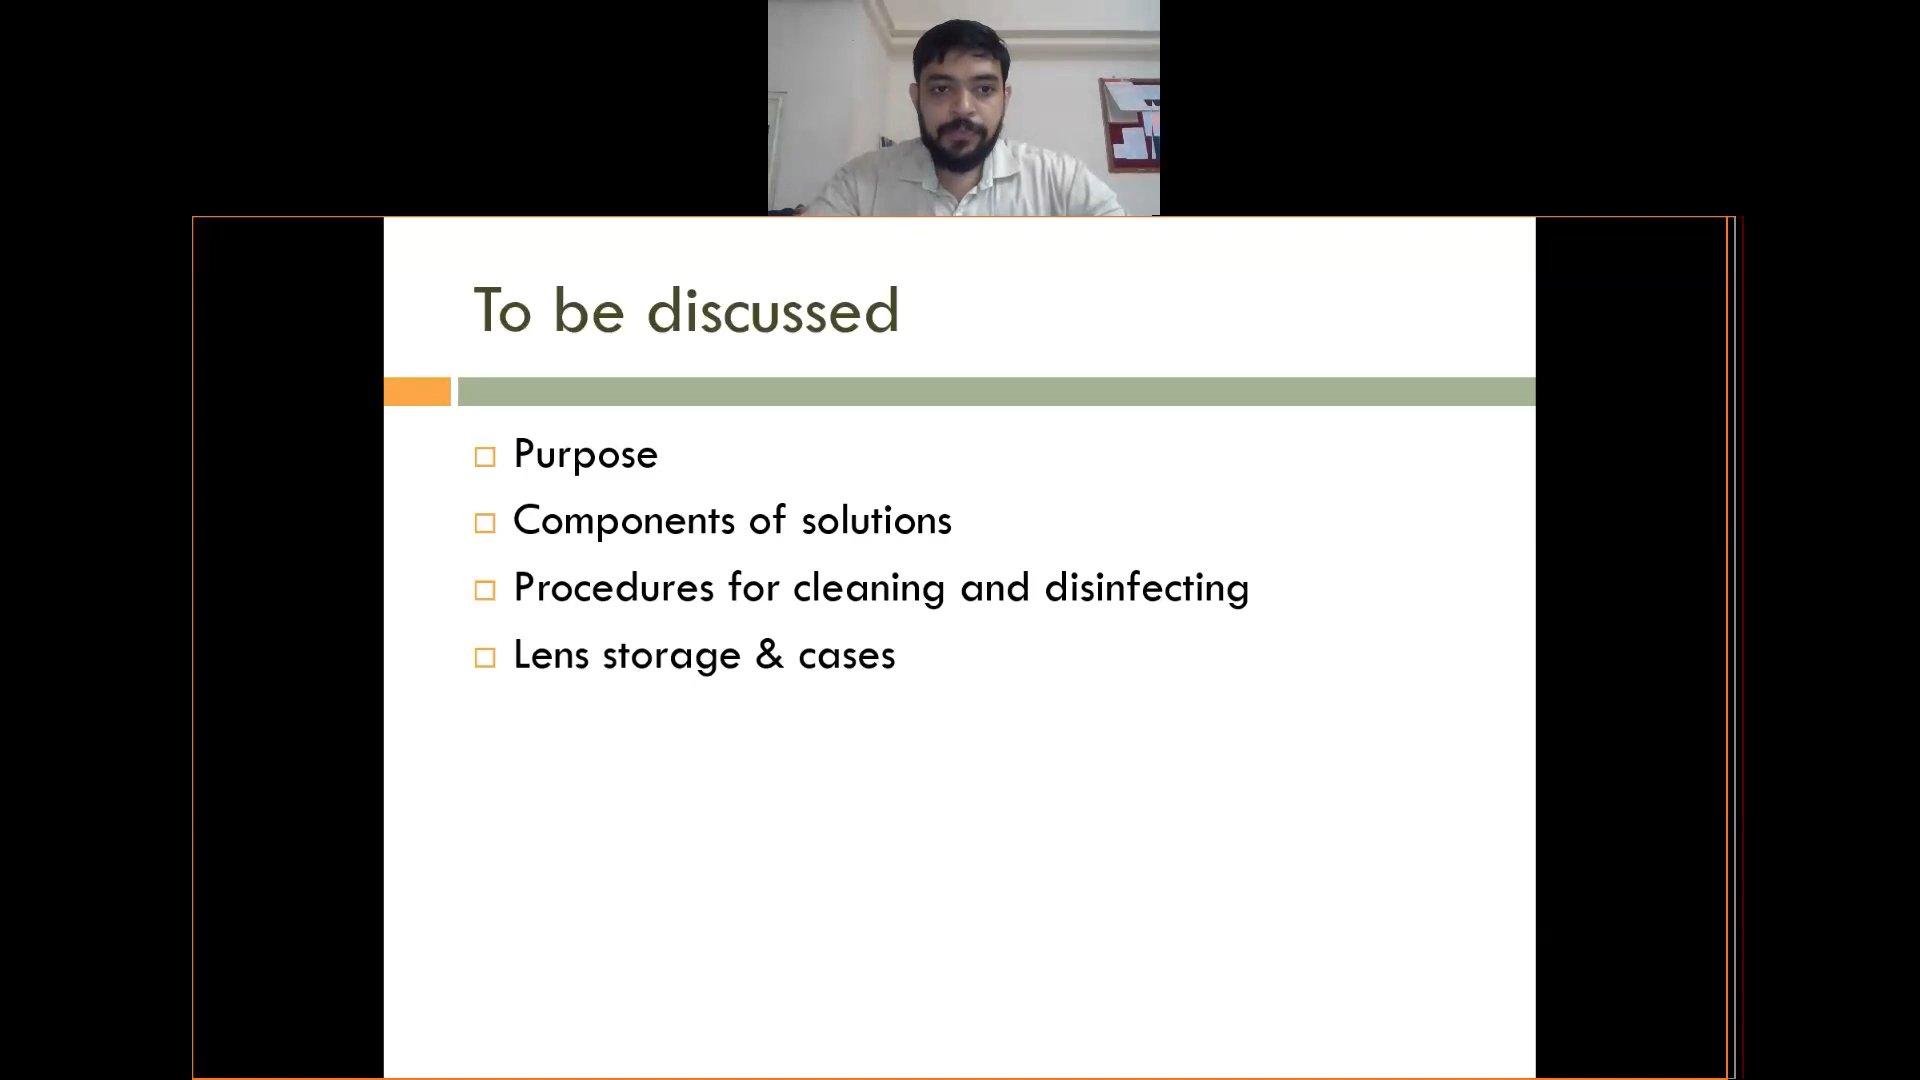 To be discussed
Purpose
Components of solutions
Procedures for cleaning and disinfecting
Lens storage & cases